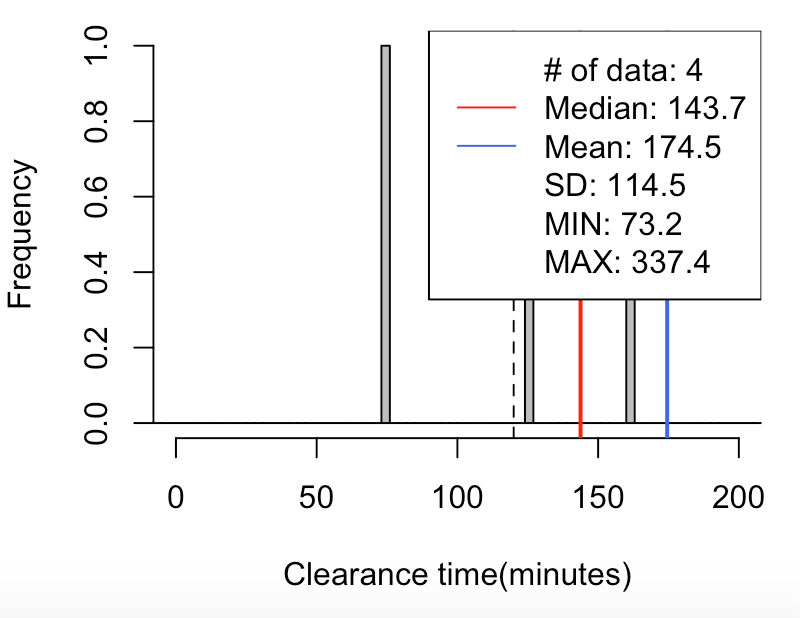 # of data: 4
Median: 143.7
Mean: 174.5
SD: 114.5
MIN: 73.2
MAX: 337.4
Frequency
1.0
0.8
0.6
0.4
0.2
0.0
0 50 100 150 200
Clearance time(minutes)